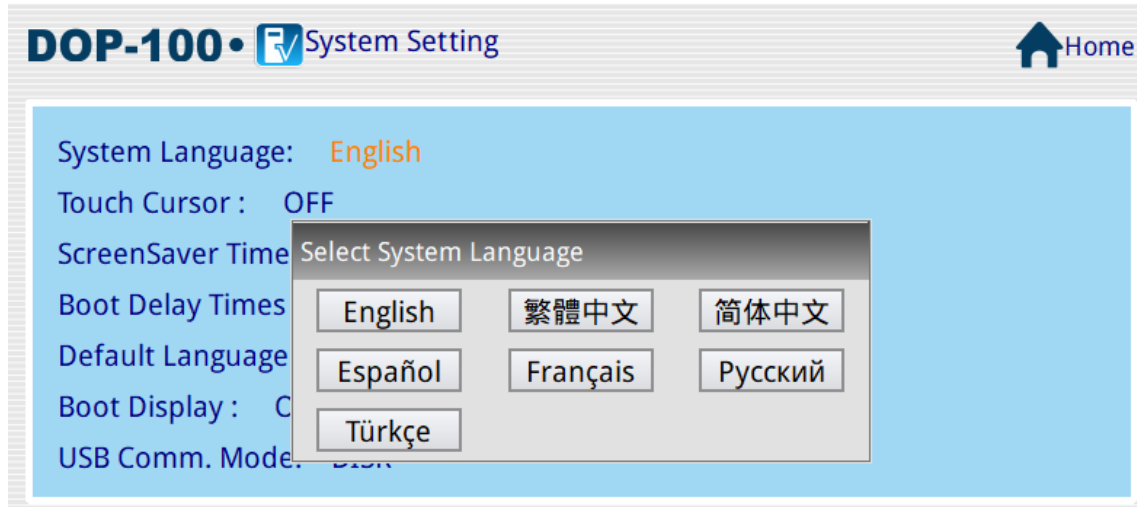 DOP-100• System Setting
Home
System Language: English
Touch Cursor : OFF
ScreenSaver Time
Boot Delay Times
Default Language
Boot Display :
USB Comm. Mode: DISK
Select System Language
English 繁體中文 简体中文
Español Français Русский
Türkçe